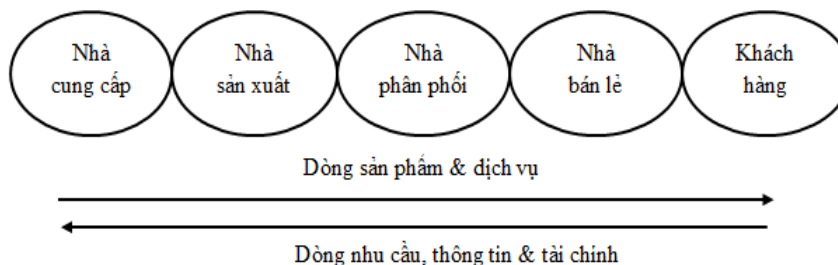 Nhà
cung cấp
Nhà
sản xuất
Nhà
phân phối
Nhà
bán lẻ
Khách
hàng
Dòng sản phẩm & dịch vụ
Dòng nhu cầu, thông tin & tài chính